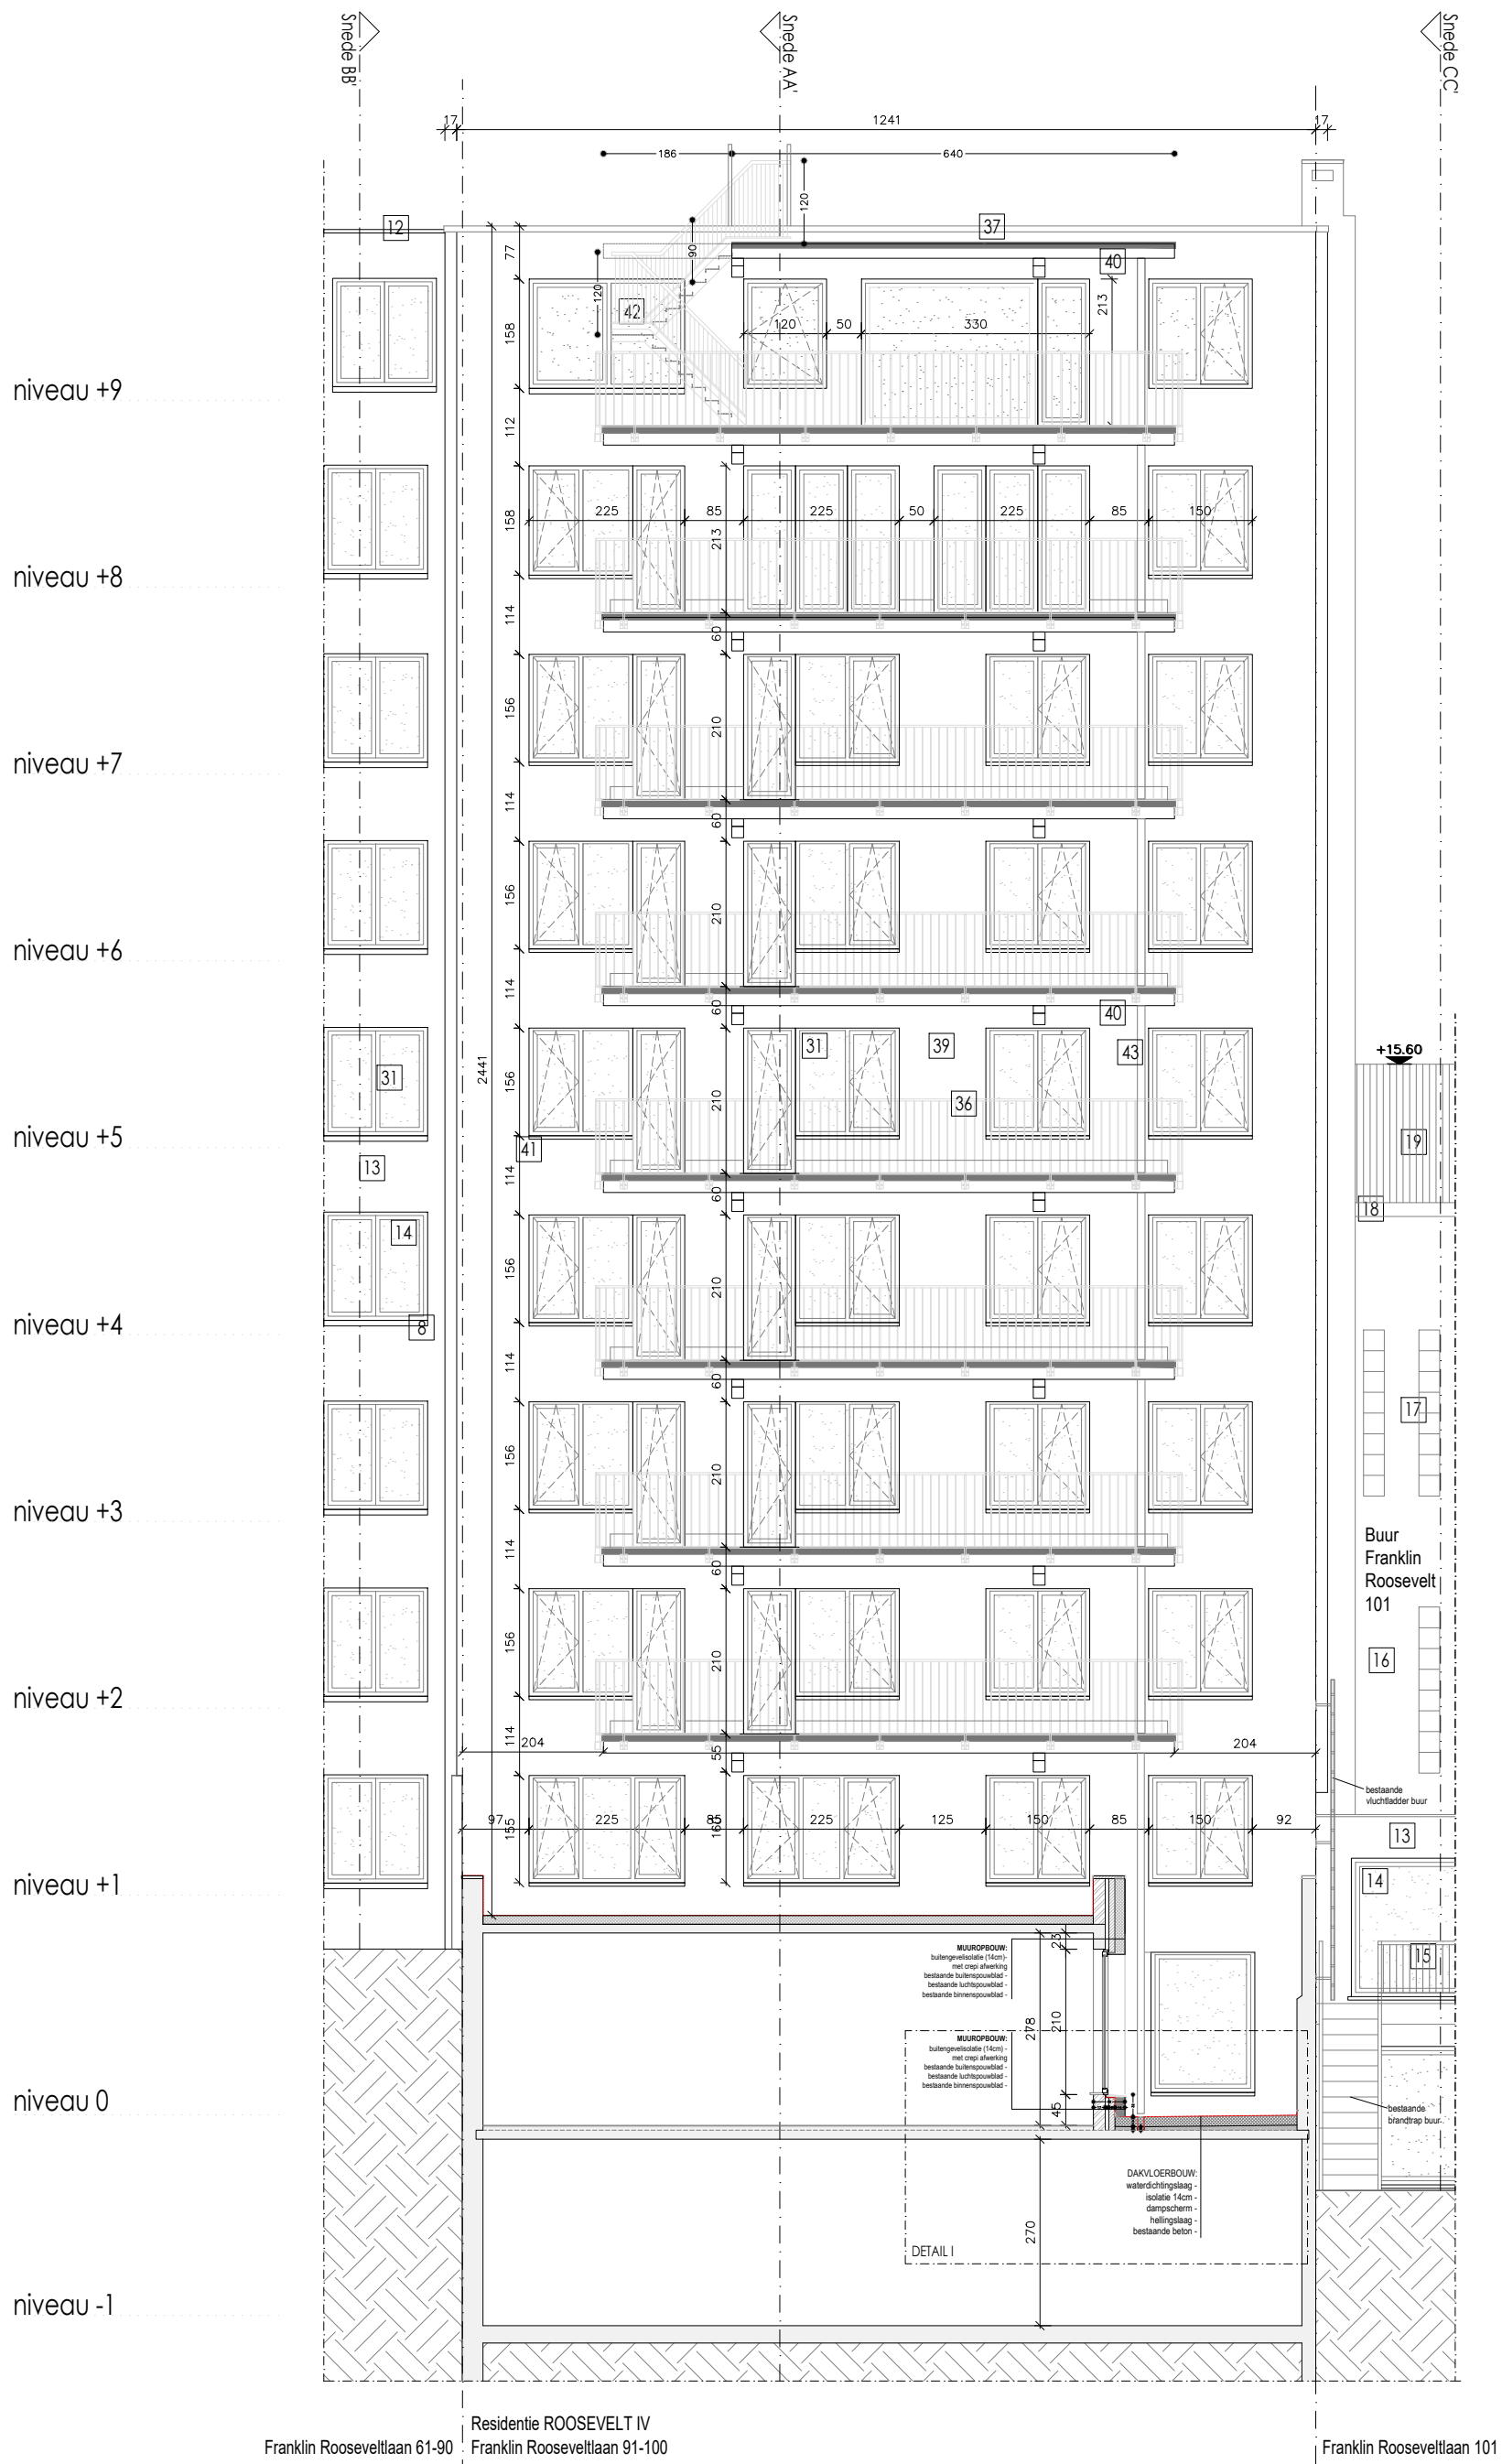 Snede BB'
Snede AA'
Snede CC'
17
1241
17
186
640
120
12
37
77
90
40
120
42
213
158
120
50
330
niveau +9
112
225
85
225
50
225
85
150
158
213
niveau +8
114
60
156
210
niveau +7
114
60
156
210
niveau +6
114
60
40
31
39
43
+15.60
2441
31
156
210
36
niveau +5
41
19
13
114
60
18
14
156
210
niveau +4
8
114
60
17
156
210
niveau +3
114
60
Buur
Franklin
Roosevelt
101
156
210
16
niveau +2
114
55
204
204
bestaande
vluchtladder buur
97
225
85
225
125
150
85
150
92
155
165
13
niveau +1
14
23
MUUROPBOUW:
buitengevelisolatie (14cm)-
met crepi afwerking
bestaande buitenspouwblad -
bestaande luchtspouwblad -
bestaande binnenspouwblad -
15
278
210
MUUROPBOUW:
buitengevelisolatie (14cm) -
met crepi afwerking
bestaande buitenspouwblad -
bestaande luchtspouwblad -
bestaande binnenspouwblad -
niveau 0
45
bestaande
brandtrap buur
DAKVLOERBOUW:
waterdichtingslaag -
isolatie 14cm -
dampscherm -
hellingslaag -
bestaande beton -
270
DETAIL I
niveau -1
Residentie ROOSEVELT IV
Franklin Rooseveltlaan 61-90
Franklin Rooseveltlaan 91-100
Franklin Rooseveltlaan 101